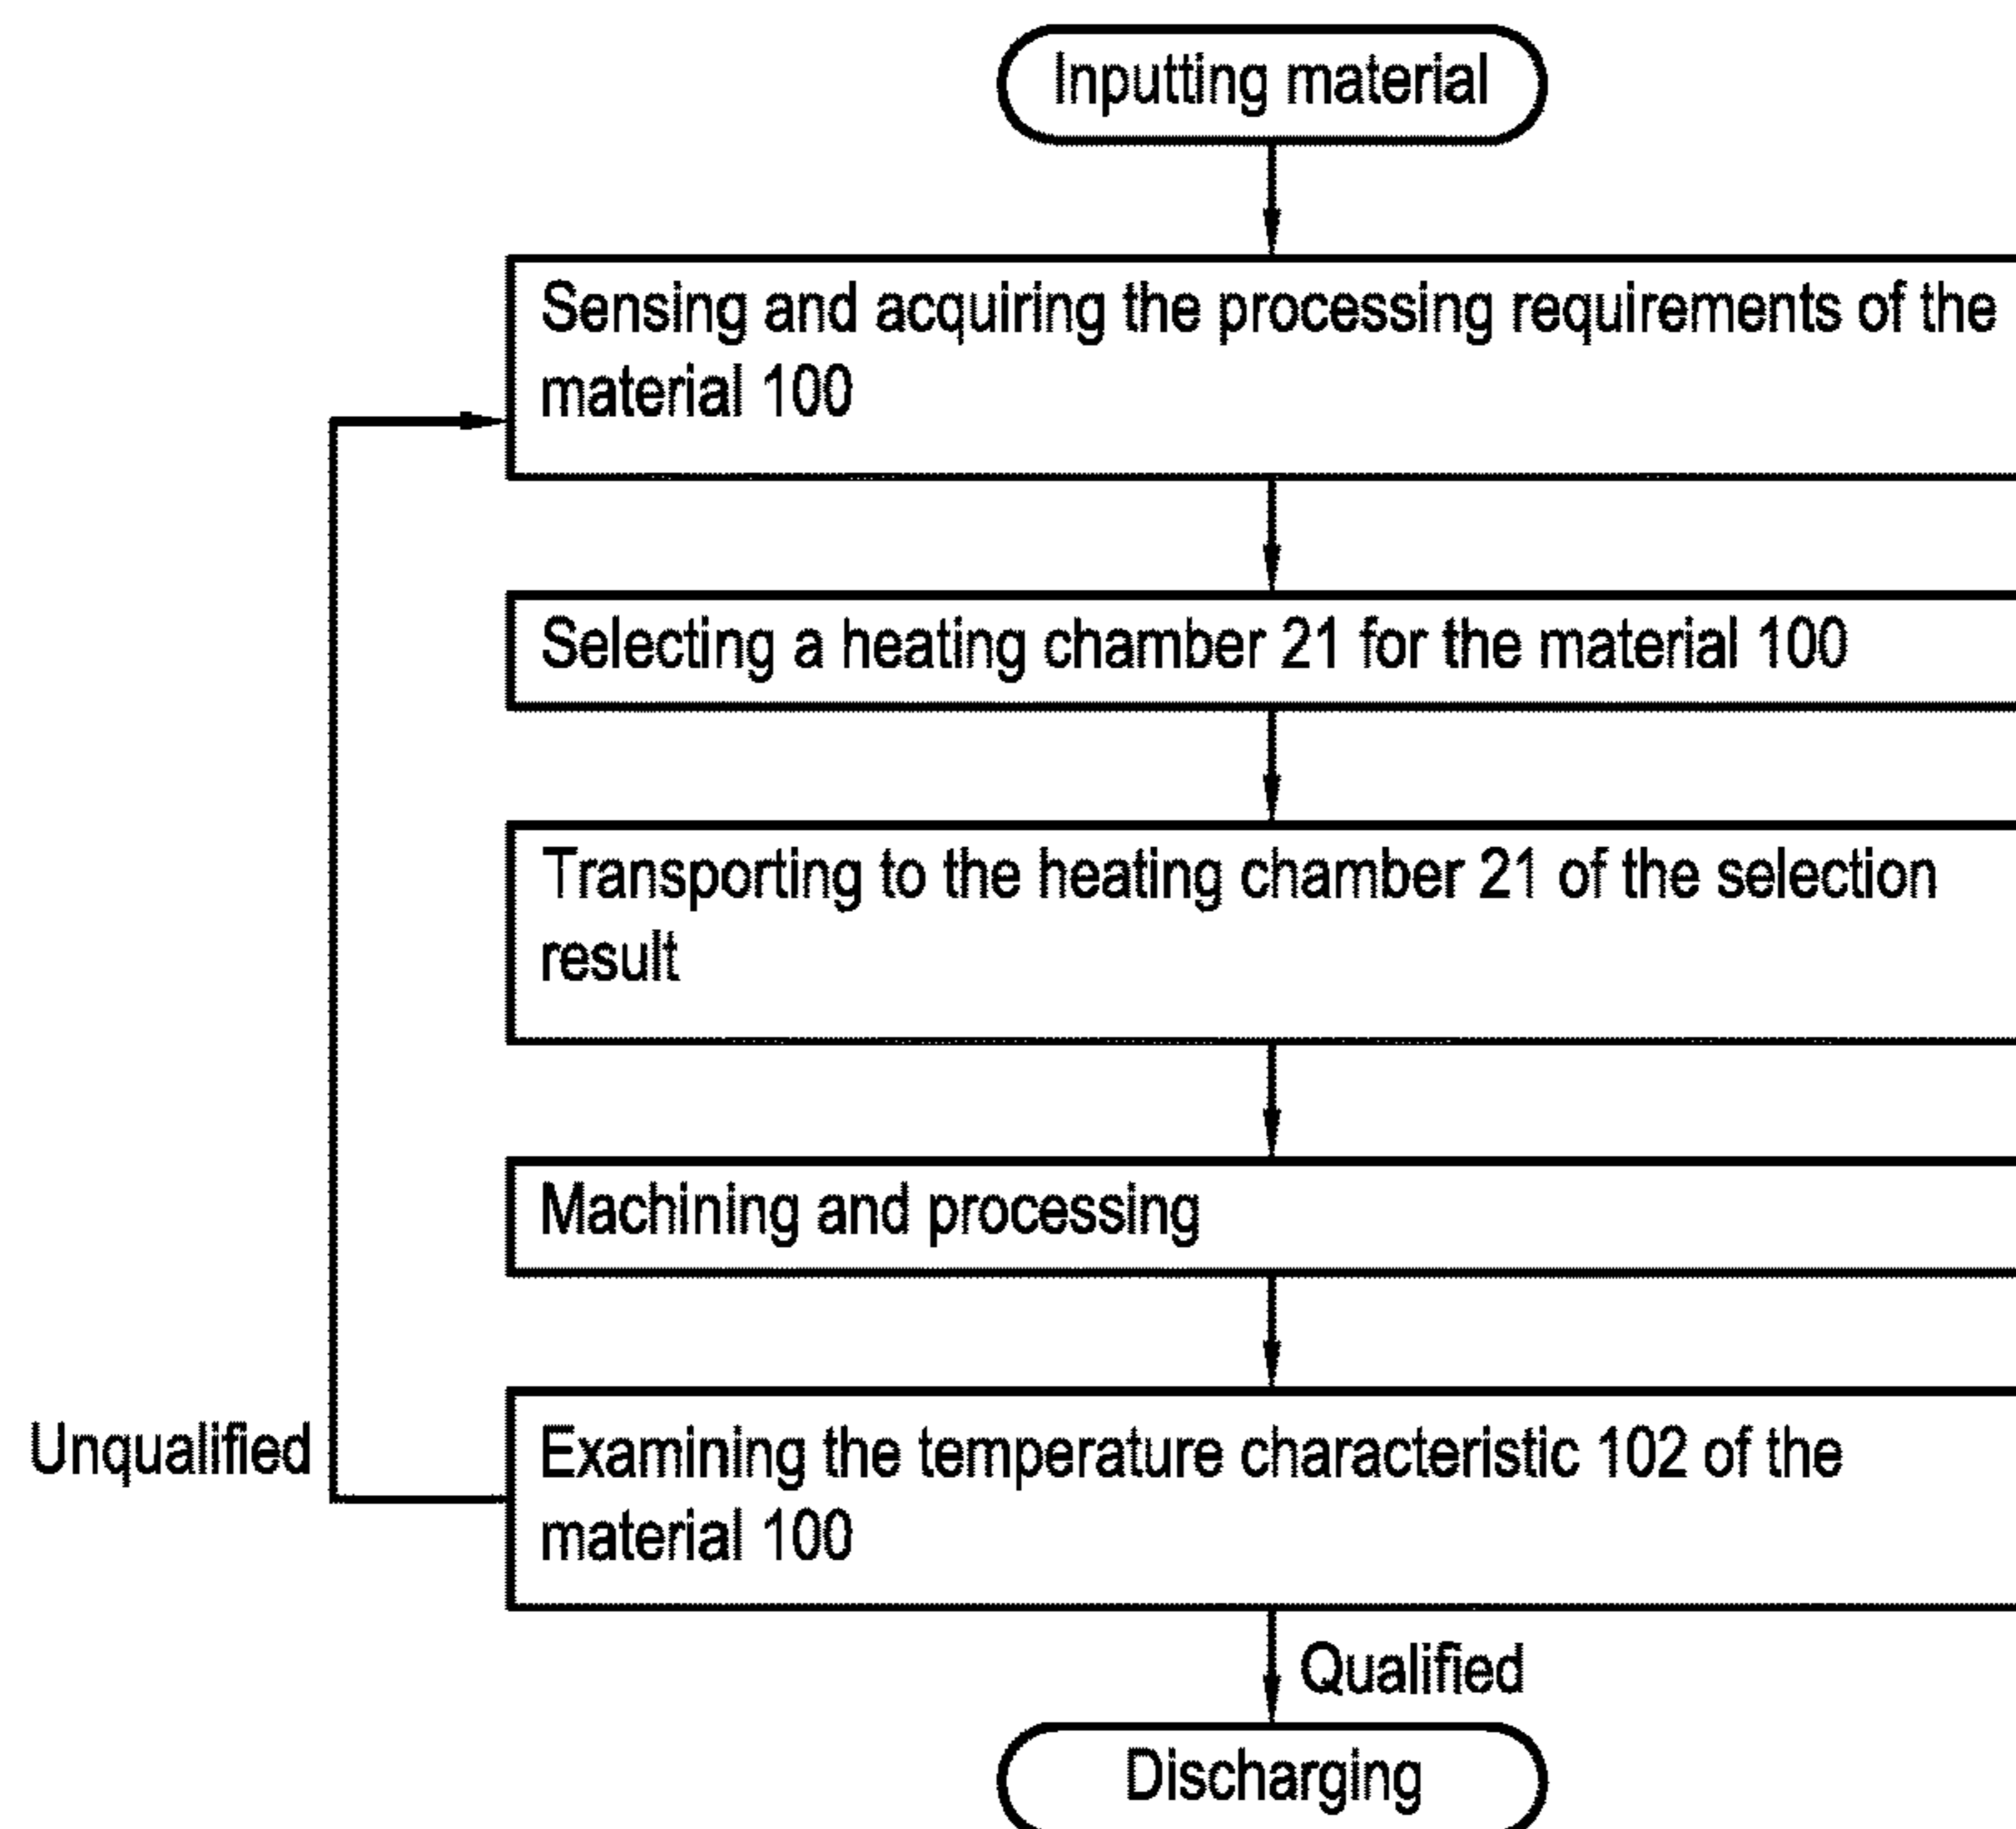 Inputting material
Sensing and acquiring the processing requirements of the
material 100
Selecting a heating chamber 21 for the material 100
Transporting to the heating chamber 21 of the selection
result
Machining and processing
Unqualified
Examining the temperature characteristic 102 of the
material 100
Qualified
Discharging